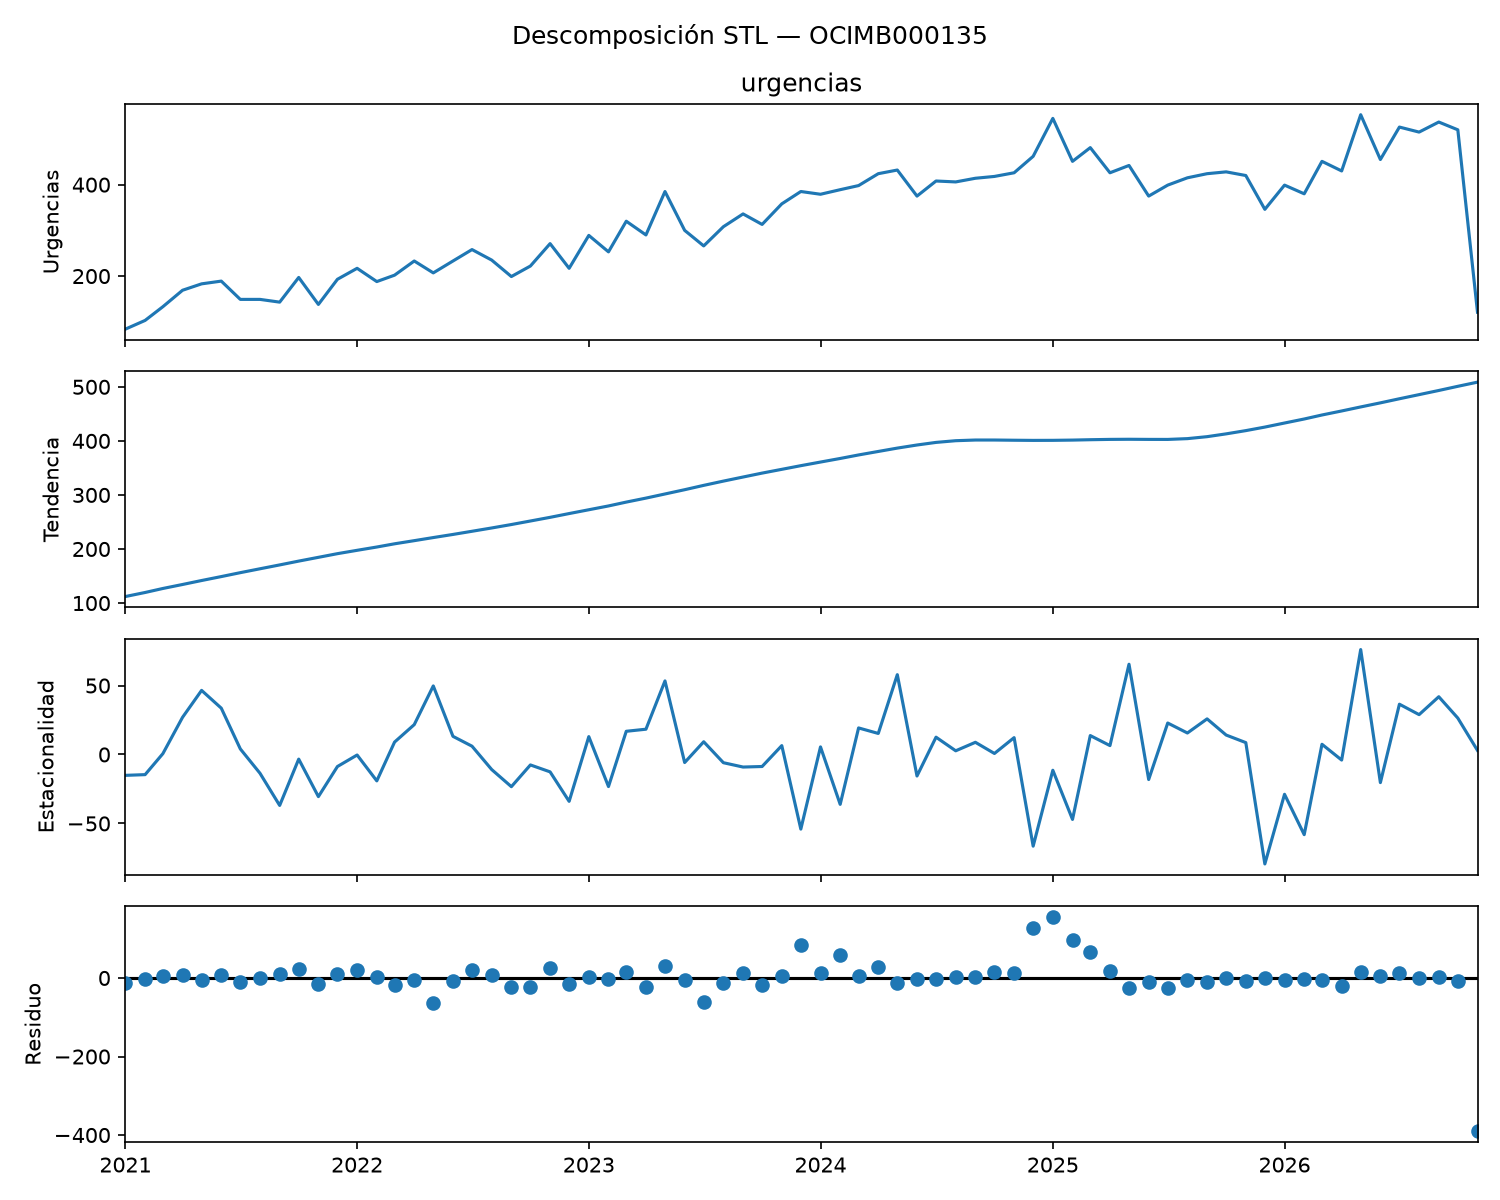 Descomposición STL — OCIMB000135
urgencias
Urgencias
400
200
Tendencia
500
400
300
200
100
Estacionalidad
50
0
−50
Residuo
0
−200
−400
2021 2022 2023 2024 2025 2026